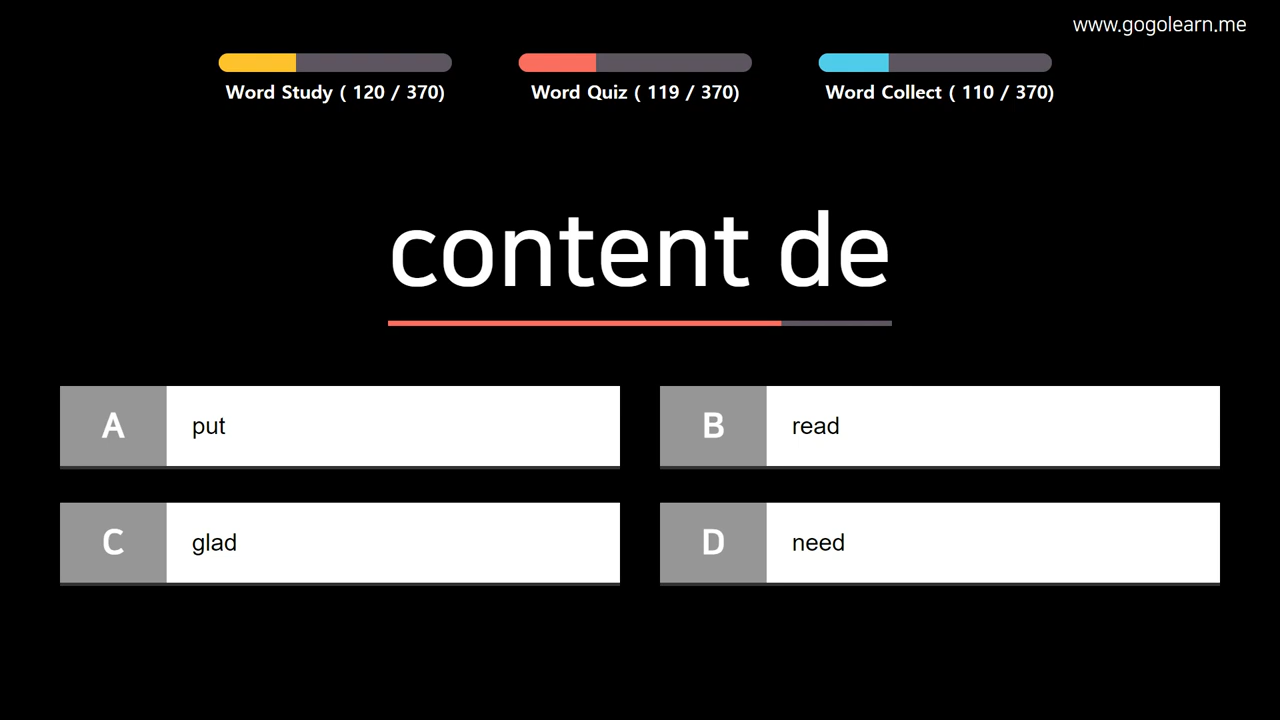 www.gogolearn.me
Word Study ( 120 / 370)
Word Quiz ( 119 / 370)
Word Collect ( 110 / 370)
content de
A put
B read
C glad
D need